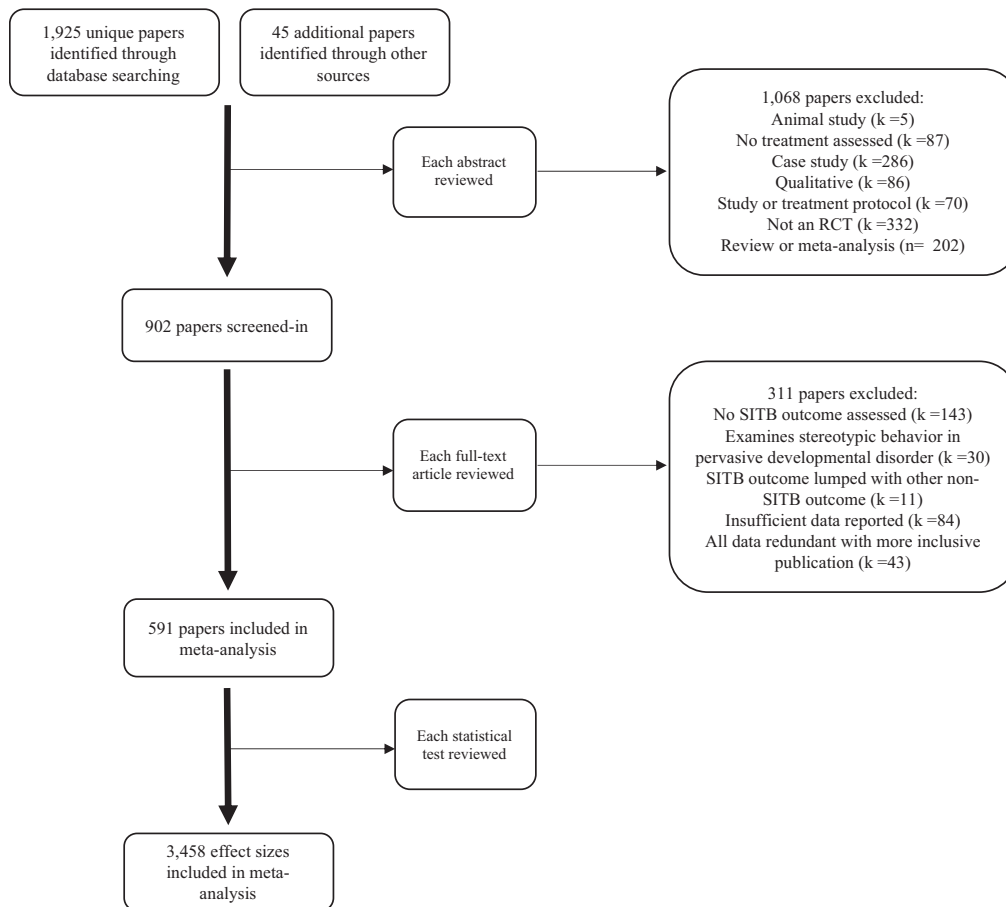 1,925 unique papers
identified through
database searching
45 additional papers
identified through other
sources
Each abstract
reviewed
1,068 papers excluded:
Animal study (k =5)
No treatment assessed (k =87)
Case study (k =286)
Qualitative (k =86)
Study or treatment protocol (k =70)
Not an RCT (k =332)
Review or meta-analysis (n= 202)
902 papers screened-in
Each full-text
article reviewed
311 papers excluded:
No SITB outcome assessed (k =143)
Examines stereotypic behavior in
pervasive developmental disorder (k =30)
SITB outcome lumped with other non-
SITB outcome (k =11)
Insufficient data reported (k =84)
All data redundant with more inclusive
publication (k =43)
591 papers included in
meta-analysis
Each statistical
test reviewed
3,458 effect sizes
included in meta-
analysis